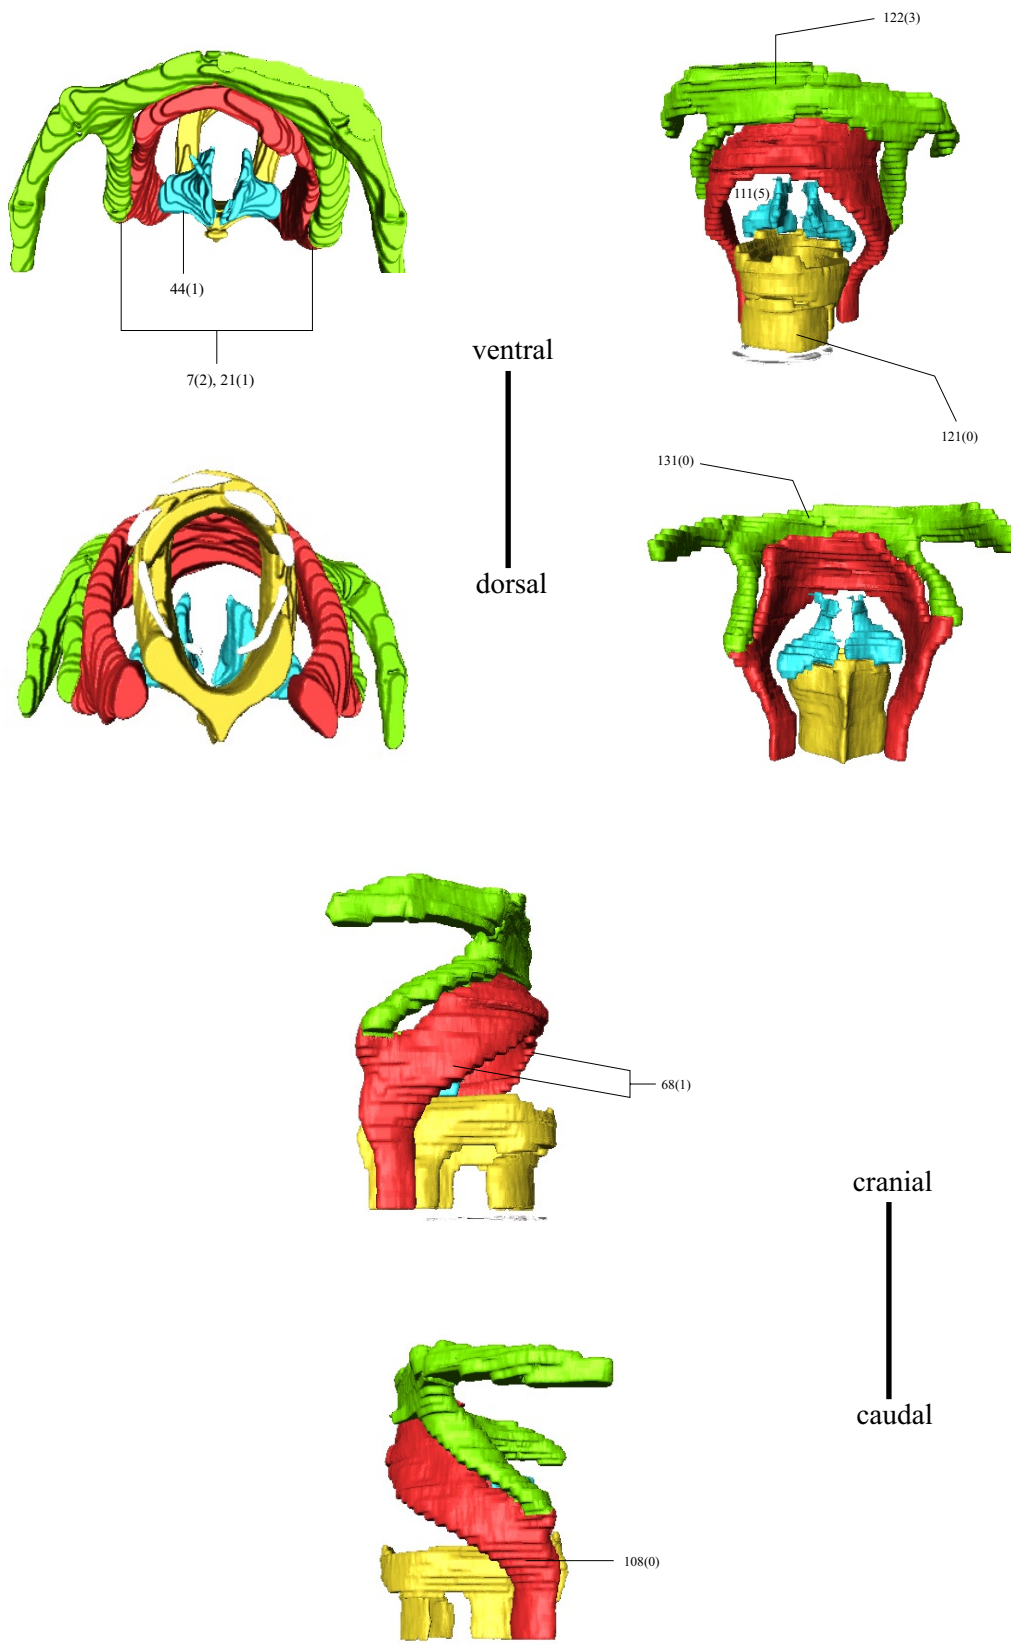 122(3)
111(5)
44(1)
ventral
7(2), 21(1)
121(0)
131(0)
dorsal
68(1)
cranial
caudal
108(0)